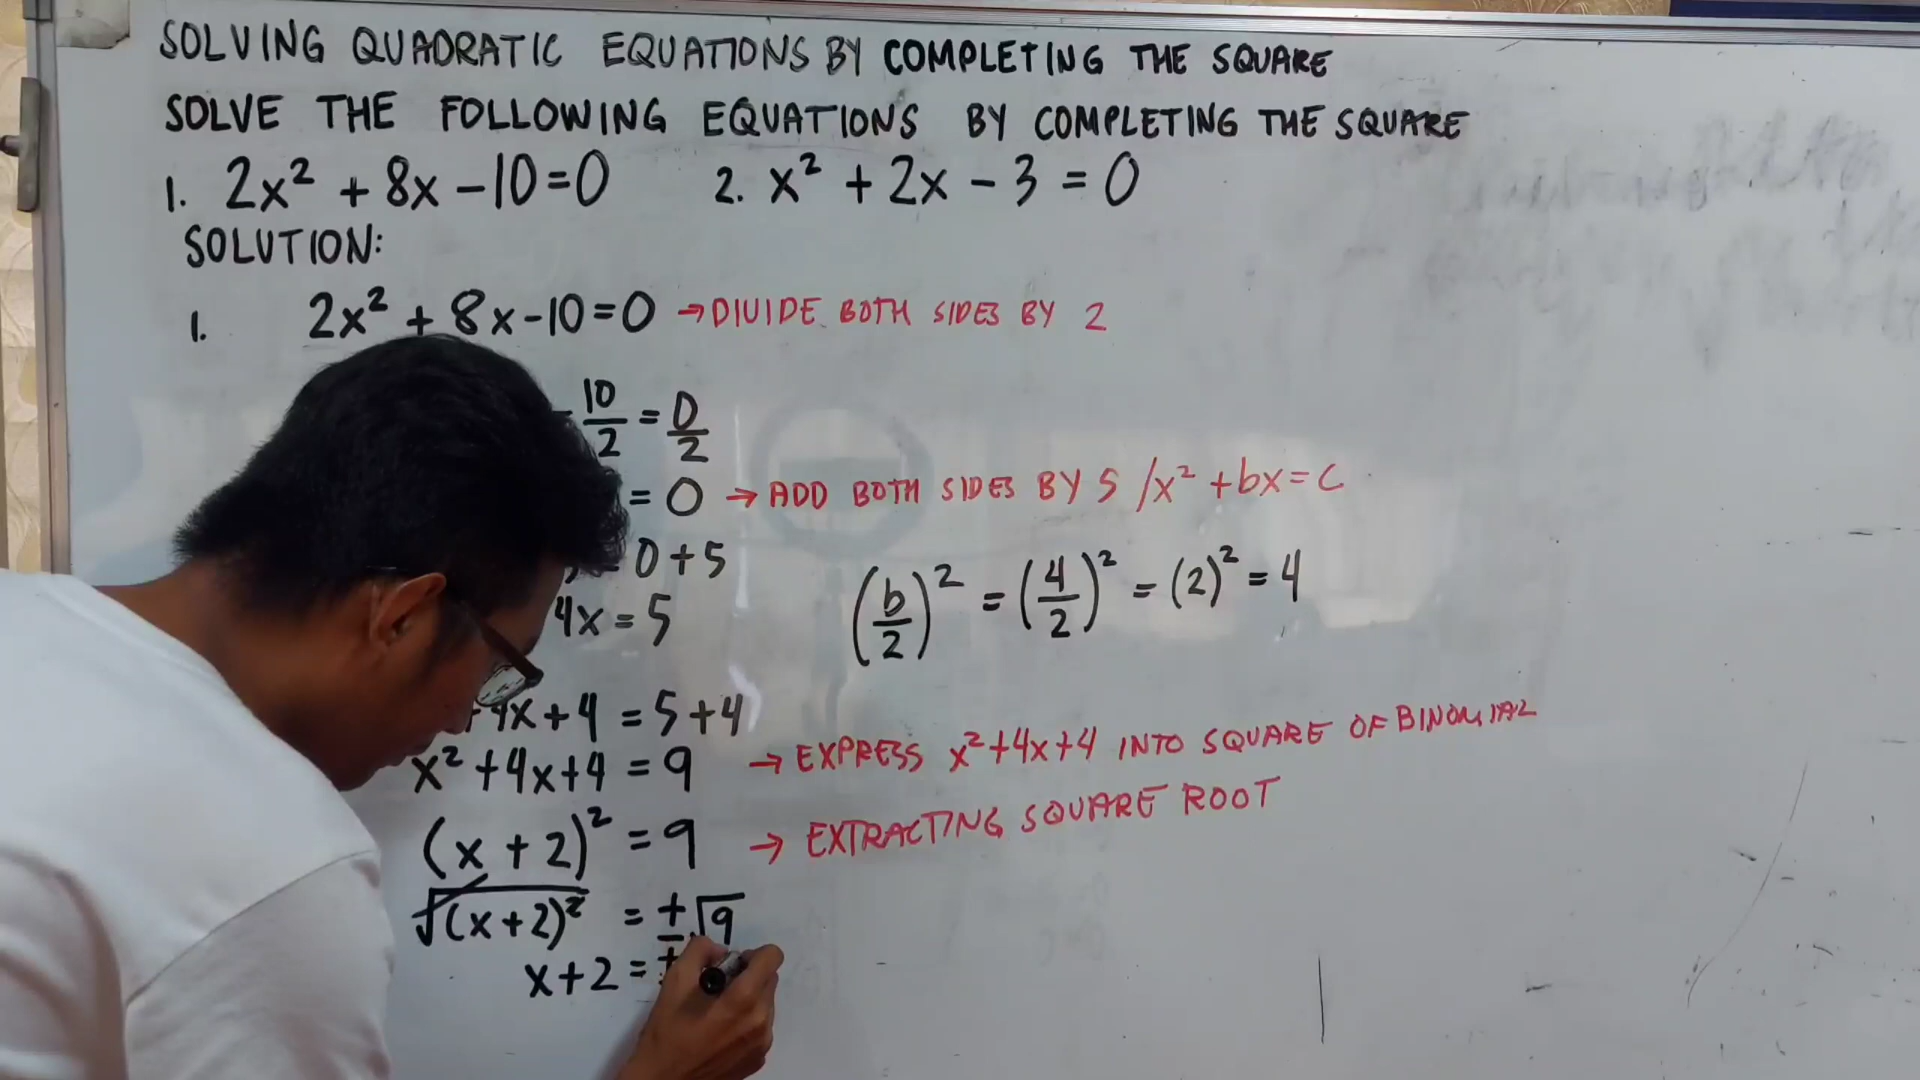 SOLVING QUADRATIC EQUATIONS BY COMPLETING THE SQUARE
SOLVE THE FOLLOWING EQUATIONS BY COMPLETING THE SQUARE
1. 2x² + 8x - 10 = 0 2. x² + 2x - 3 = 0
SOLUTION:
1. 2x² + 8x - 10 = 0 → DIVIDE BOTH SIDES BY 2
- 10/2 = 0/2
= 0 → ADD BOTH SIDES BY 5 /x² + bx = C
0 + 5
4x = 5
(b/2)² = (4/2)² = (2)² = 4
+ 4x + 4 = 5 + 4
x² + 4x + 4 = 9 → EXPRESS x² + 4x + 4 INTO SQUARE OF BINOMIAL
(x + 2)² = 9 → EXTRACTING SQUARE ROOT
√(x + 2)² = ±√9
x + 2 = ±